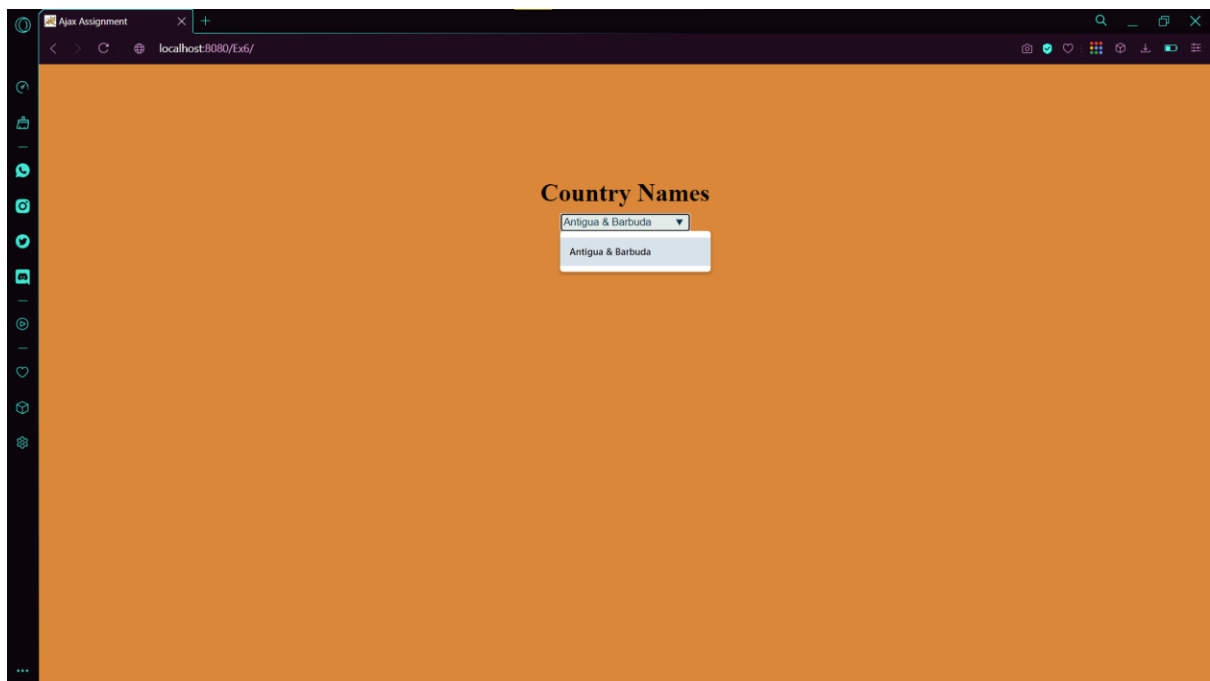 Ajax Assignment
localhost:8080/Ex6/
Country Names
Antigua & Barbuda
Antigua & Barbuda